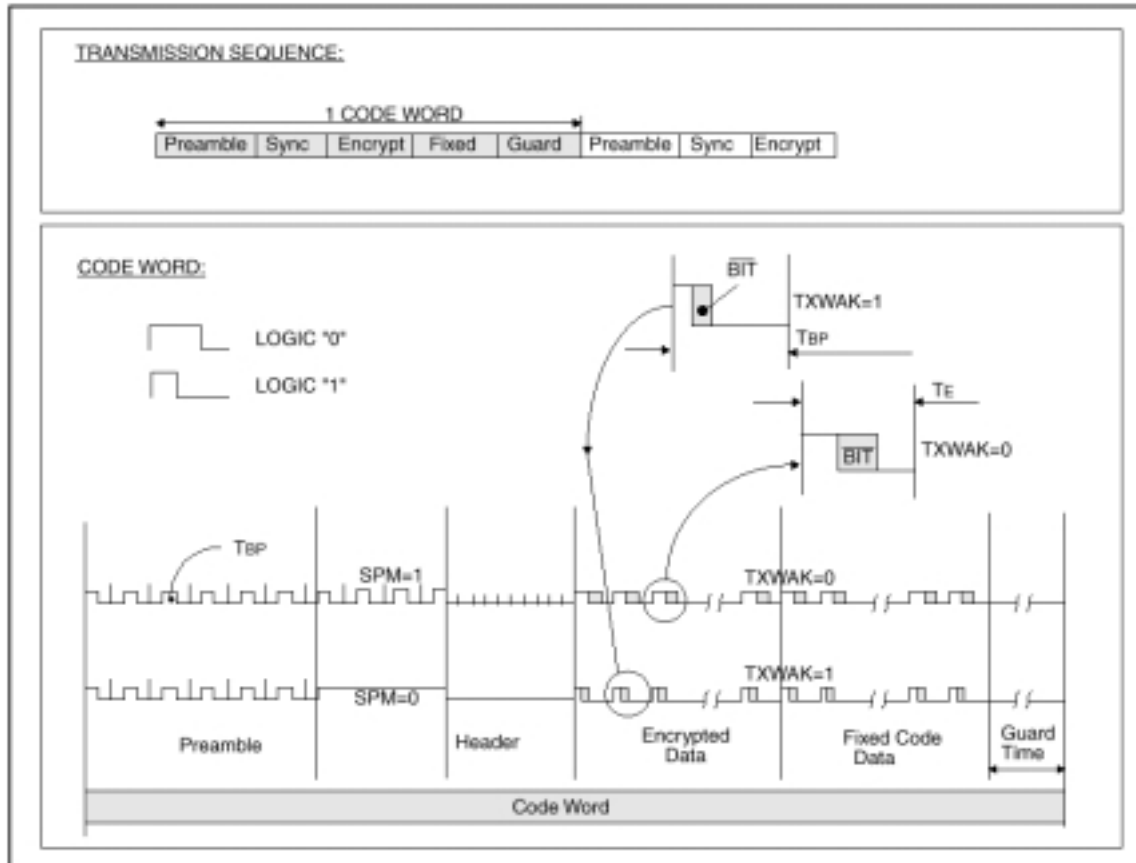 TRANSMISSION SEQUENCE:
1 CODE WORD
Preamble Sync Encrypt Fixed Guard Preamble Sync Encrypt
CODE WORD:
LOGIC "0"
LOGIC "1"
BIT
TXWAK=1
TBP
TE
BIT
TXWAK=0
TBP
SPM=1
TXWAK=0
SPM=0
TXWAK=1
Preamble
Header
Encrypted
Data
Fixed Code
Data
Guard
Time
Code Word